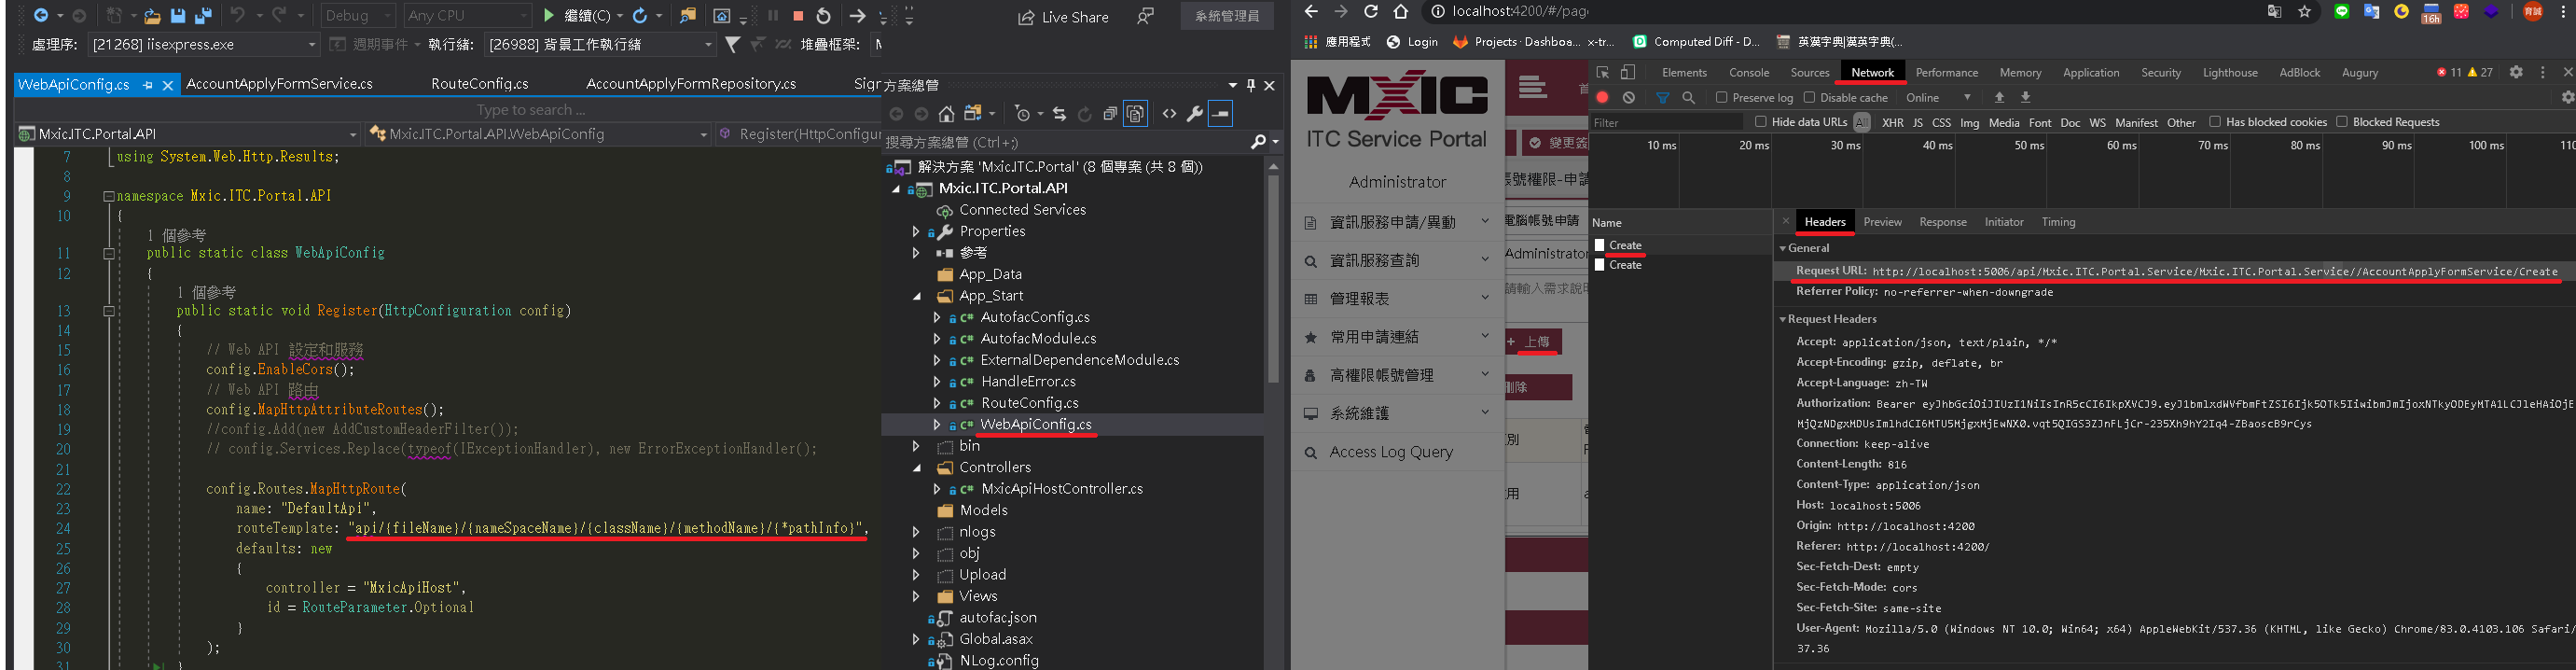 Debug
Any CPU
繼續(C)
Live Share
系統管理員
處理序: [21268] iisexpress.exe
週期事件
執行緒: [26988] 背景工作執行緒
堆疊框架:
WebApiConfig.cs
AccountApplyFormService.cs
RouteConfig.cs
AccountApplyFormRepository.cs
Type to search ...
Mxic.ITC.Portal.API
Mxic.ITC.Portal.API.WebApiConfig
Register(HttpConfigur
7 using System.Web.Http.Results;
8
9 namespace Mxic.ITC.Portal.API
10 {
1 個參考
11 public static class WebApiConfig
12 {
1 個參考
13 public static void Register(HttpConfiguration config)
14 {
15 // Web API 設定和服務
16 config.EnableCors();
17 // Web API 路由
18 config.MapHttpAttributeRoutes();
19 //config.Add(new AddCustomHeaderFilter());
20 // config.Services.Replace(typeof(IExceptionHandler), new ErrorExceptionHandler();
21
22 config.Routes.MapHttpRoute(
23 name: "DefaultApi",
24 routeTemplate: "api/{fileName}/{nameSpaceName}/{className}/{methodName}/{*pathInfo}",
25 defaults: new
26 {
27 controller = "MxicApiHost",
28 id = RouteParameter.Optional
29 }
30 );
31 }
方案總管
搜尋方案總管 (Ctrl+;)
解決方案 'Mxic.ITC.Portal' (8 個專案 (共 8 個))
Mxic.ITC.Portal.API
Connected Services
Properties
參考
App_Data
App_Start
AutofacConfig.cs
AutofacModule.cs
ExternalDependenceModule.cs
HandleError.cs
RouteConfig.cs
WebApiConfig.cs
bin
Controllers
MxicApiHostController.cs
Models
nlogs
obj
Upload
Views
autofac.json
Global.asax
NLog.config
localhost:4200/#/page
16h
育誠
應用程式
Login
Projects · Dashboa...
x-tr...
Computed Diff - D...
英漢字典|漢英字典(...
MXIC
ITC Service Portal
Administrator
資訊服務申請/異動
資訊服務查詢
管理報表
常用申請連結
高權限帳號管理
系統維護
Access Log Query
變更簽
帳號權限-申請
電腦帳號申請
Administrator
請輸入需求說明
+ 上傳
刪除
Elements Console Sources Network Performance Memory Application Security Lighthouse AdBlock Augury 11 27
Preserve log Disable cache Online
Filter
Hide data URLs All XHR JS CSS Img Media Font Doc WS Manifest Other Has blocked cookies Blocked Requests
10 ms 20 ms 30 ms 40 ms 50 ms 60 ms 70 ms 80 ms 90 ms 100 ms
Name
Create
Create
Headers Preview Response Initiator Timing
General
Request URL: http://localhost:5006/api/Mxic.ITC.Portal.Service/Mxic.ITC.Portal.Service//AccountApplyFormService/Create
Referrer Policy: no-referrer-when-downgrade
Request Headers
Accept: application/json, text/plain, */*
Accept-Encoding: gzip, deflate, br
Accept-Language: zh-TW
Connection: keep-alive
Content-Length: 816
Content-Type: application/json
Host: localhost:5006
Origin: http://localhost:4200
Referer: http://localhost:4200/
Sec-Fetch-Dest: empty
Sec-Fetch-Mode: cors
Sec-Fetch-Site: same-site
User-Agent: Mozilla/5.0 (Windows NT 10.0; Win64; x64) AppleWebKit/537.36 (KHTML, like Gecko) Chrome/83.0.4103.106 Safari/
37.36